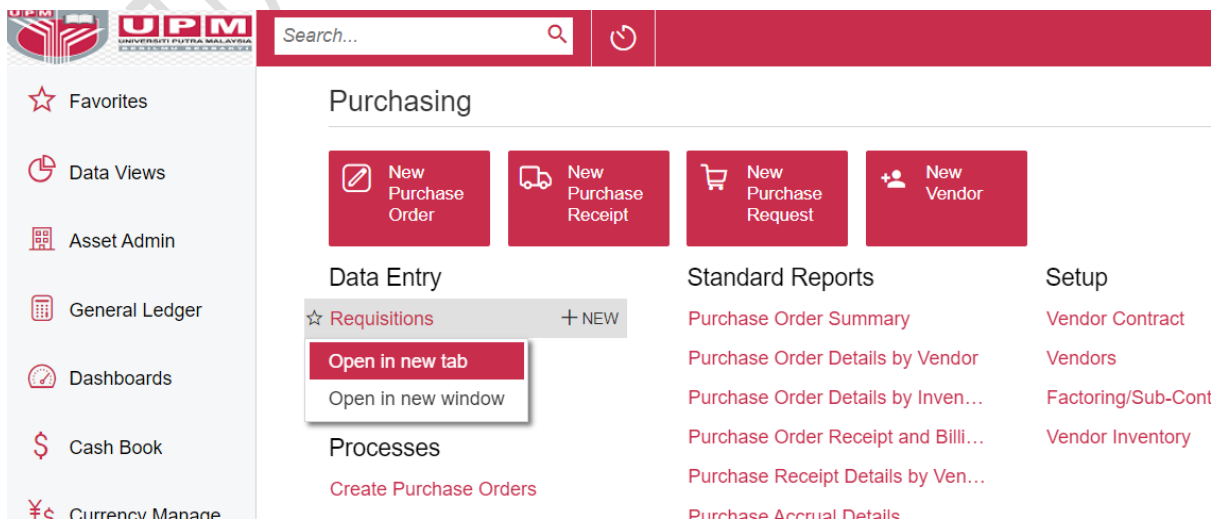 UPM
UPM
UNIVERSITI PUTRA MALAYSIA
BERILMU BERBAKTI
Search...
Favorites
Data Views
Asset Admin
General Ledger
Dashboards
Cash Book
Currency Manage
Purchasing
New
Purchase
Order
New
Purchase
Receipt
New
Purchase
Request
New
Vendor
Data Entry
Requisitions
+ NEW
Open in new tab
Open in new window
Processes
Create Purchase Orders
Standard Reports
Purchase Order Summary
Purchase Order Details by Vendor
Purchase Order Details by Inven...
Purchase Order Receipt and Billi...
Purchase Receipt Details by Ven...
Purchase Accrual Details
Setup
Vendor Contract
Vendors
Factoring/Sub-Cont
Vendor Inventory